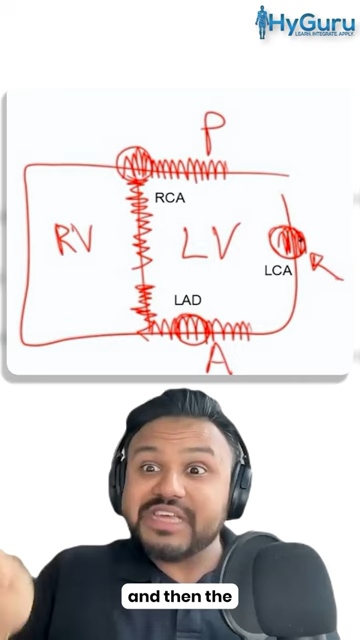 HyGuru
LEARN. INTEGRATE. APPLY.
P
RCA
RV
LV
LCA
LAD
A
and then the